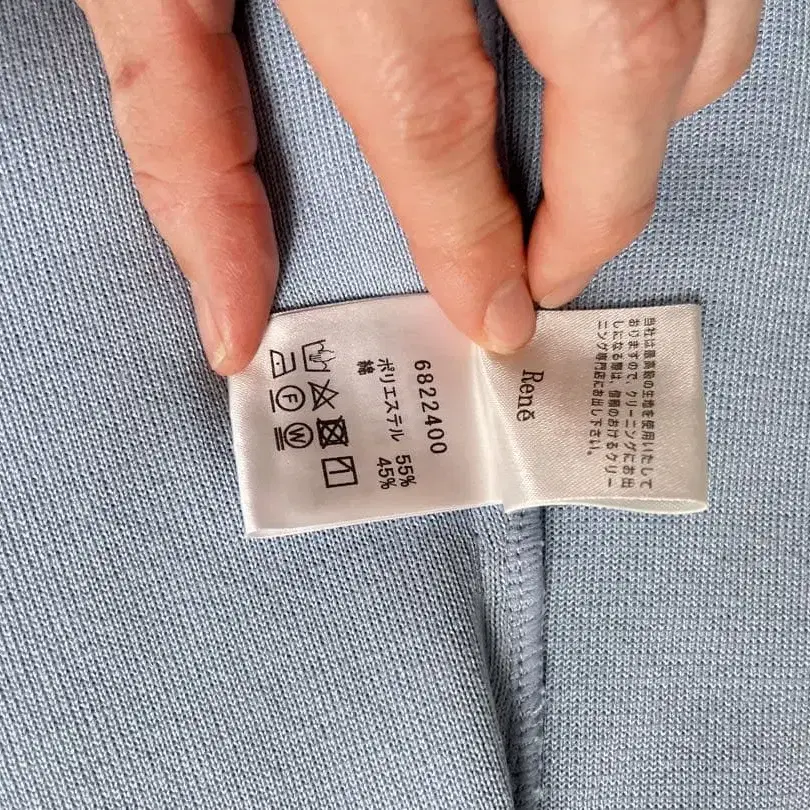 6822400
ポリエステル 55%
綿 45%
F
W
René
当社は最高級の生地を使用いたして
おりますので、クリーニングにお出
しになる際は、信頼のおけるクリー
ニング専門店にお出し下さい。